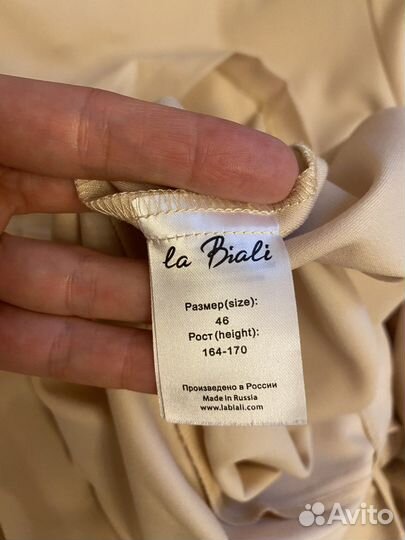 la Biali
Размер(size):
46
Рост(height):
164-170
Произведено в России
Made in Russia
www.labiali.com
Avito